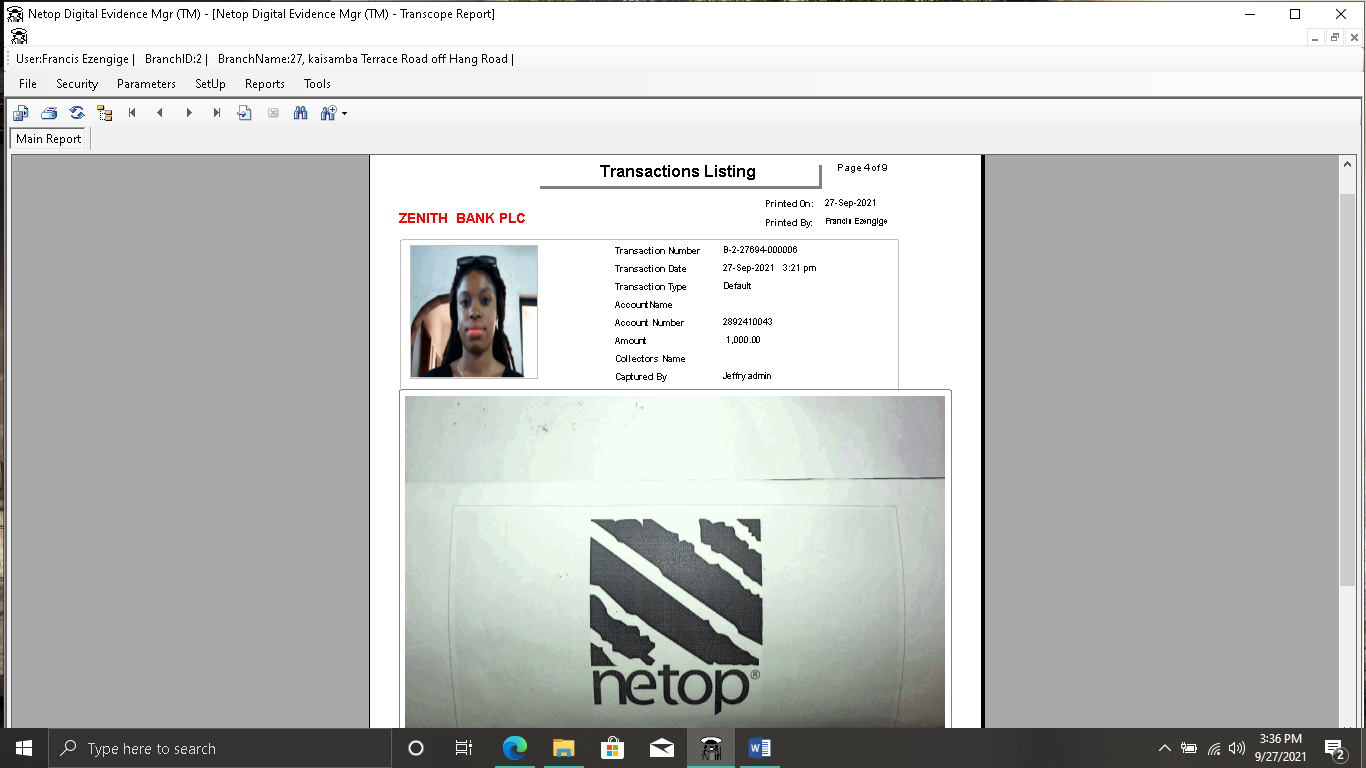 Netop Digital Evidence Mgr (TM) - [Netop Digital Evidence Mgr (TM) - Transcope Report]
User:Francis Ezengige | BranchID:2 | BranchName:27, kaisamba Terrace Road off Hang Road |
File Security Parameters SetUp Reports Tools
Main Report
Transactions Listing
Page 4 of 9
Printed On: 27-Sep-2021
ZENITH BANK PLC
Printed By: Francis Ezengige
Transaction Number B-2-27694-000006
Transaction Date 27-Sep-2021 3:21 pm
Transaction Type Default
AccountName
Account Number 2892410043
Amount 1,000.00
Collectors Name
Captured By Jeffry admin
netop®
Type here to search
3:36 PM
9/27/2021
2